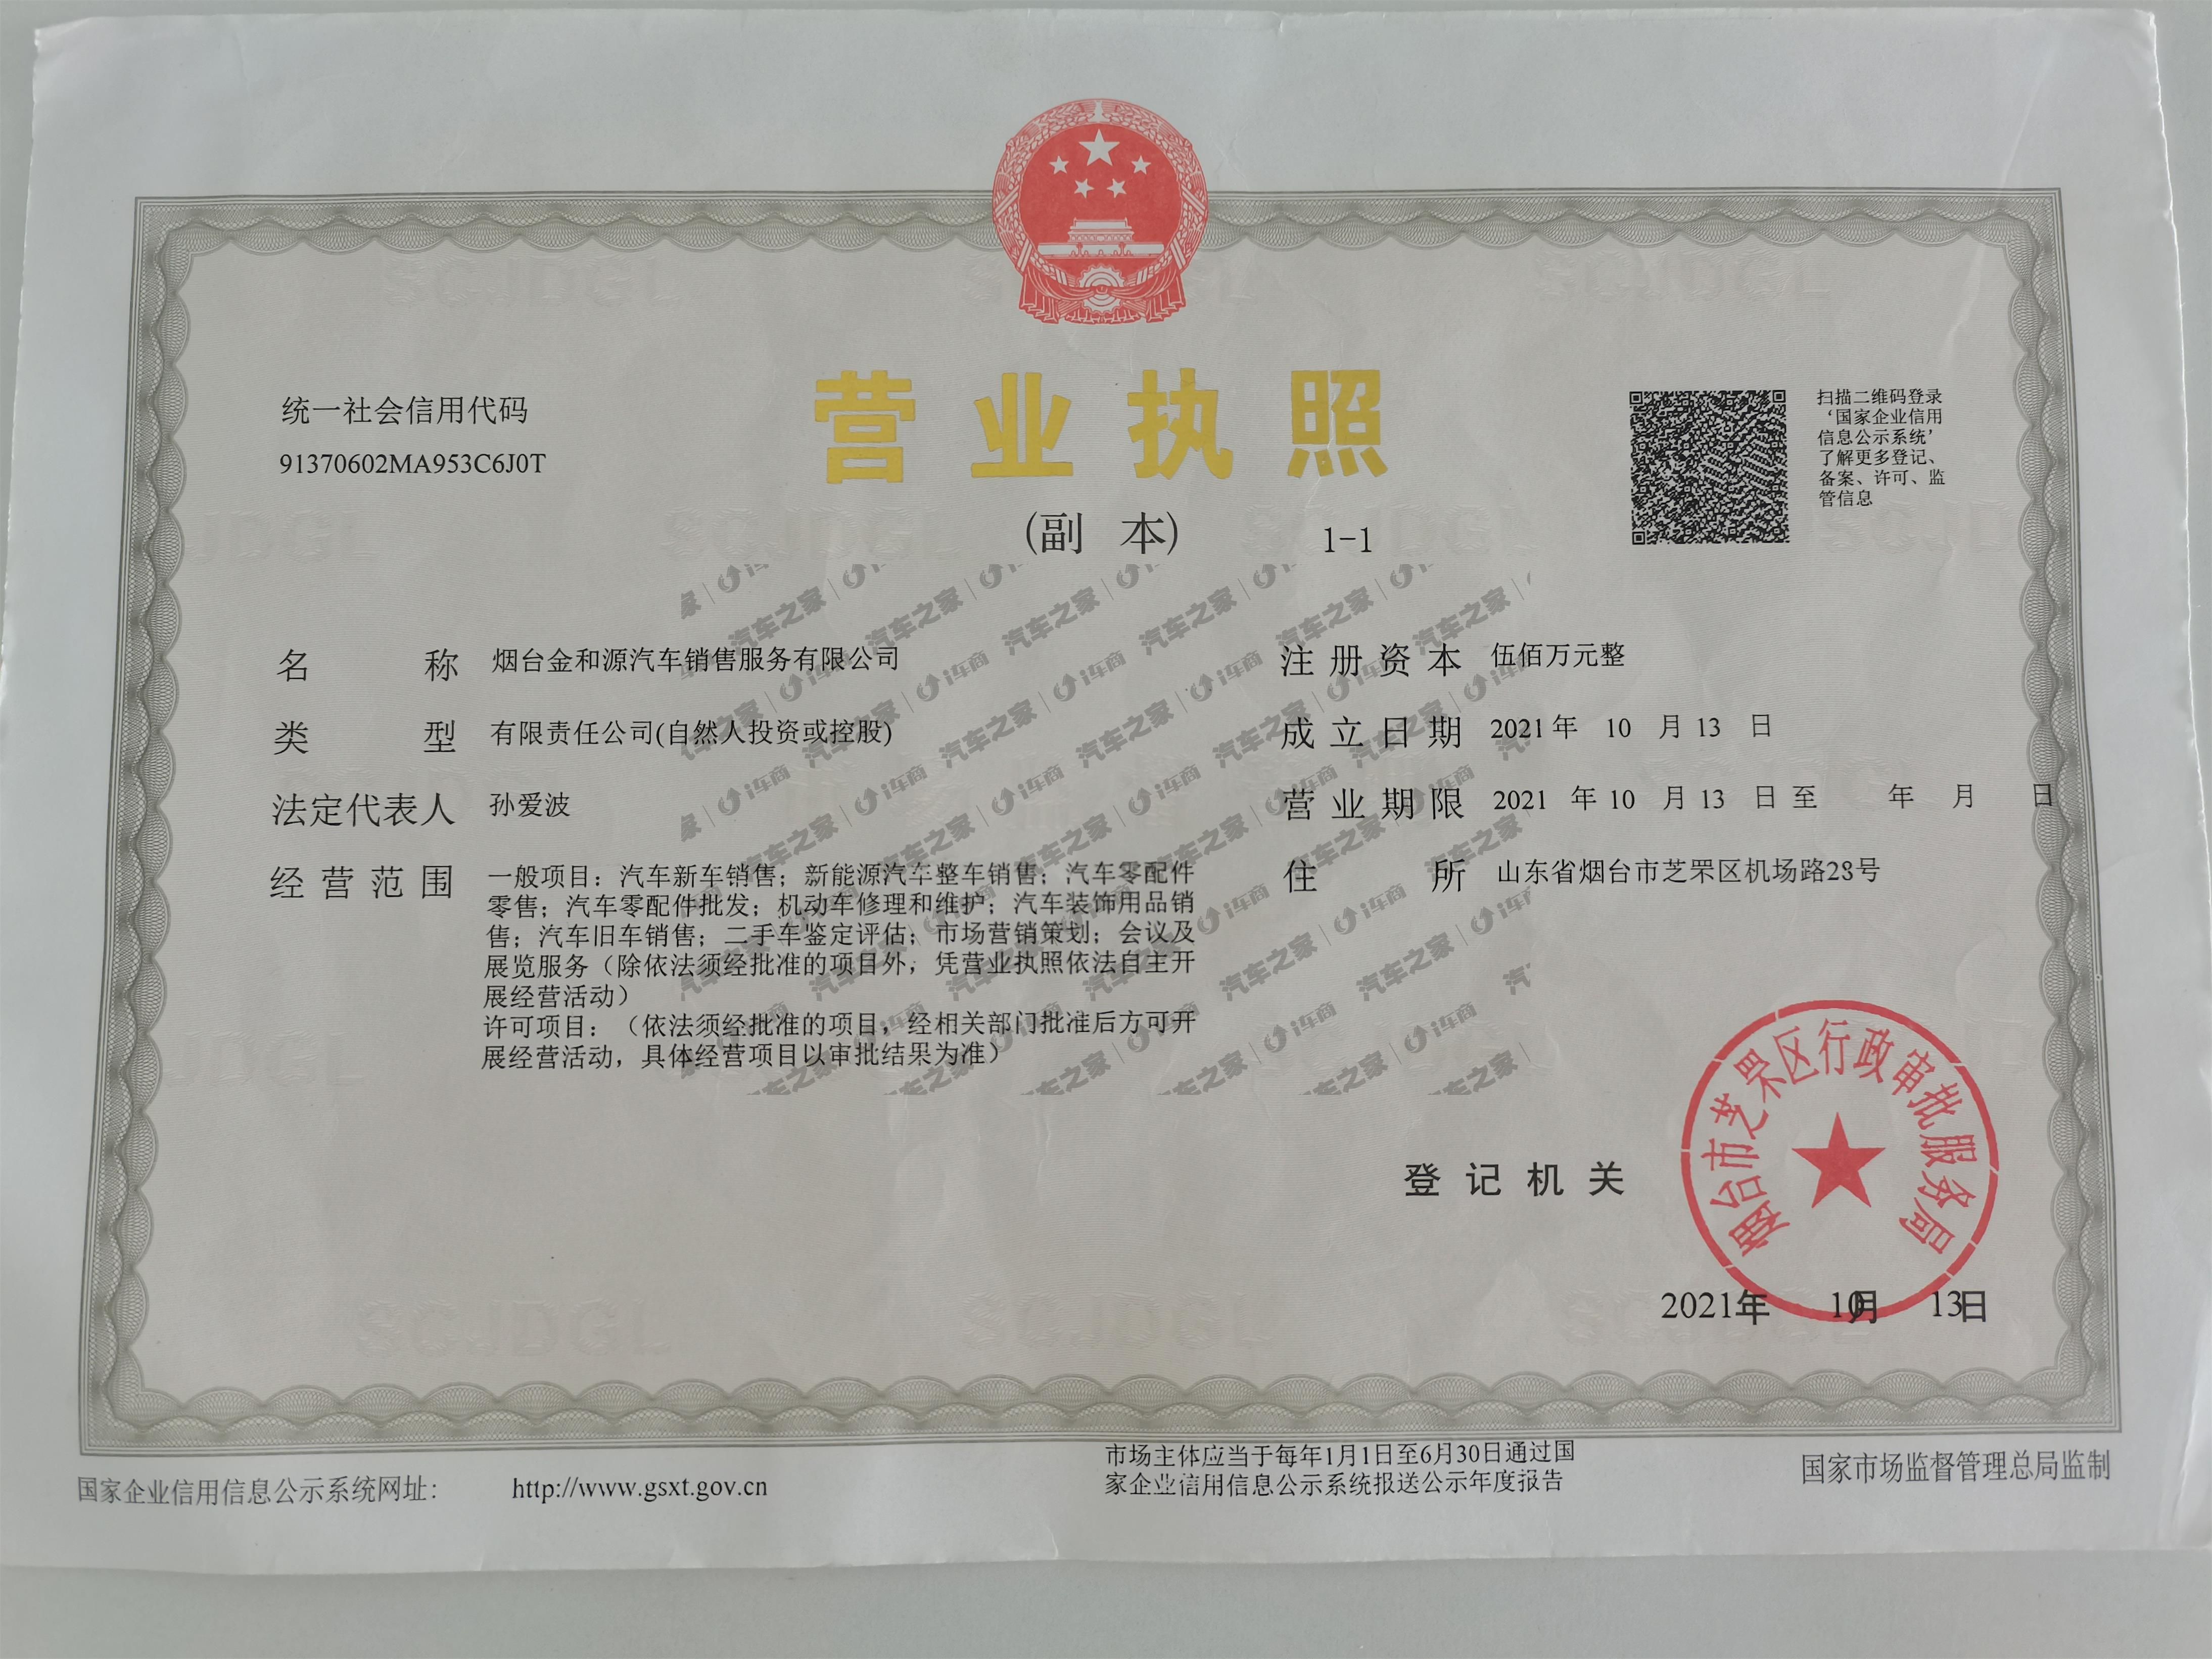 统一社会信用代码
91370602MA953C6J0T
营业执照
(副 本) 1-1
扫描二维码登录
‘国家企业信用
信息公示系统’
了解更多登记、
备案、许可、监
管信息
名 称 烟台金和源汽车销售服务有限公司
类 型 有限责任公司(自然人投资或控股)
法定代表人 孙爱波
经营范围 一般项目：汽车新车销售；新能源汽车整车销售；汽车零配件
零售；汽车零配件批发；机动车修理和维护；汽车装饰用品销
售；汽车旧车销售；二手车鉴定评估；市场营销策划；会议及
展览服务（除依法须经批准的项目外，凭营业执照依法自主开
展经营活动）
许可项目：（依法须经批准的项目，经相关部门批准后方可开
展经营活动，具体经营项目以审批结果为准）
注册资本 伍佰万元整
成立日期 2021 年 10 月 13 日
营业期限 2021 年 10 月 13 日 至 年 月 日
住 所 山东省烟台市芝罘区机场路28号
登记机关
烟台市芝罘区行政审批服务局
2021年 10月 13日
国家企业信用信息公示系统网址： http://www.gsxt.gov.cn
市场主体应当于每年1月1日至6月30日通过国
家企业信用信息公示系统报送公示年度报告
国家市场监督管理总局监制
汽车之家 | i车商